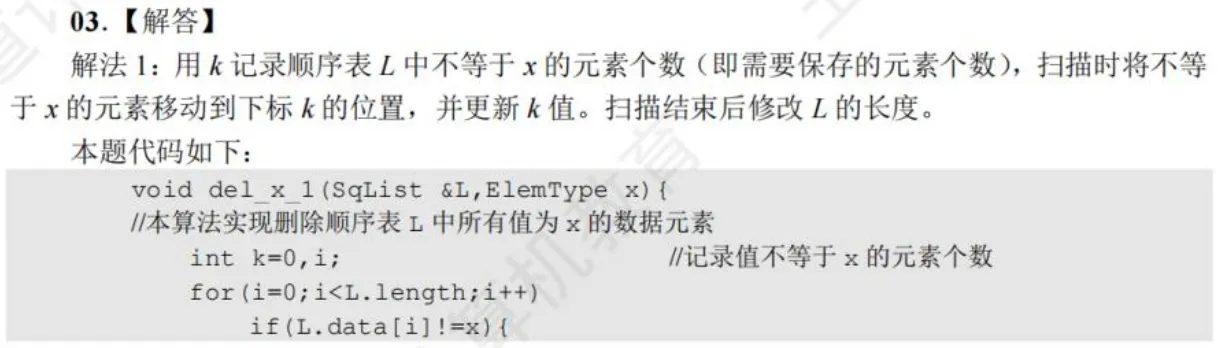 03.【解答】
解法 1：用 k 记录顺序表 L 中不等于 x 的元素个数（即需要保存的元素个数），扫描时将不等
于 x 的元素移动到下标 k 的位置，并更新 k 值。扫描结束后修改 L 的长度。
本题代码如下：
void del_x_1(SqList &L,ElemType x){
//本算法实现删除顺序表 L 中所有值为 x 的数据元素
int k=0,i; //记录值不等于 x 的元素个数
for(i=0;i<L.length;i++)
if(L.data[i]!=x){
算机教育